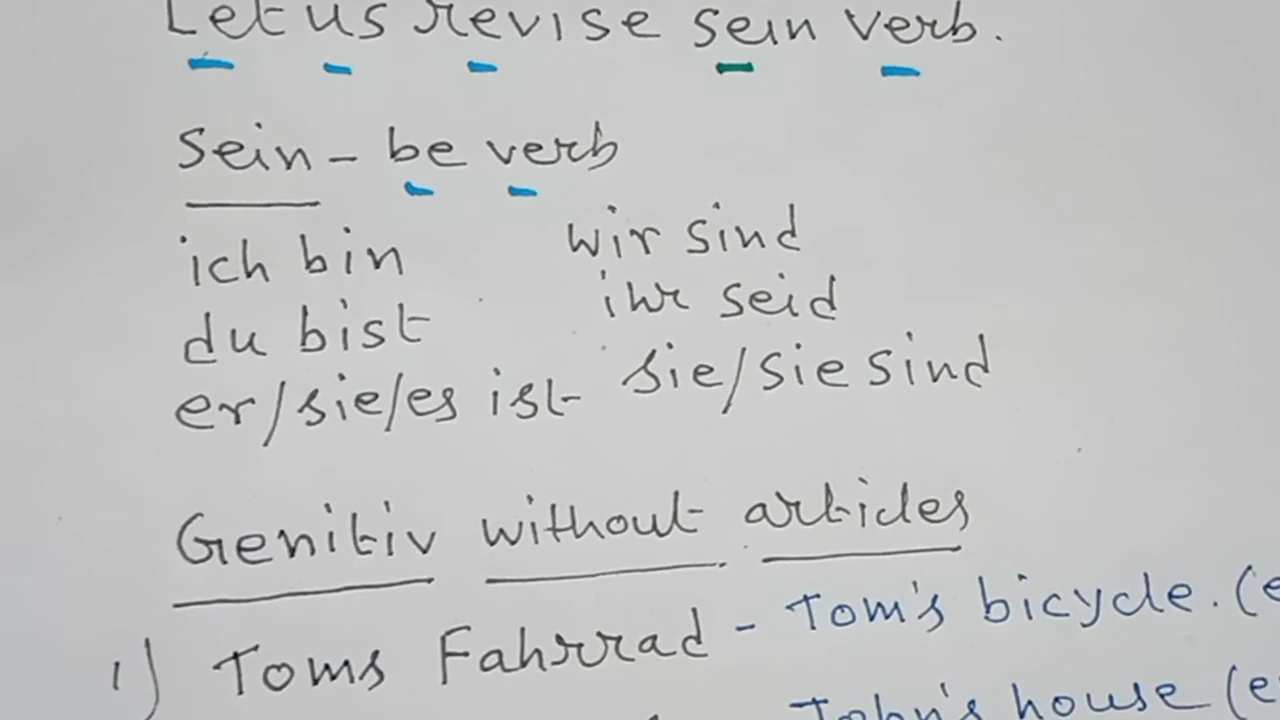 Let us revise sein verb.
Sein - be verb
ich bin
du bist
er/sie/es ist
wir sind
ihr seid
Sie/sie sind
Genitiv without articles
1) Toms Fahrrad - Tom's bicycle. (e
John's house (e